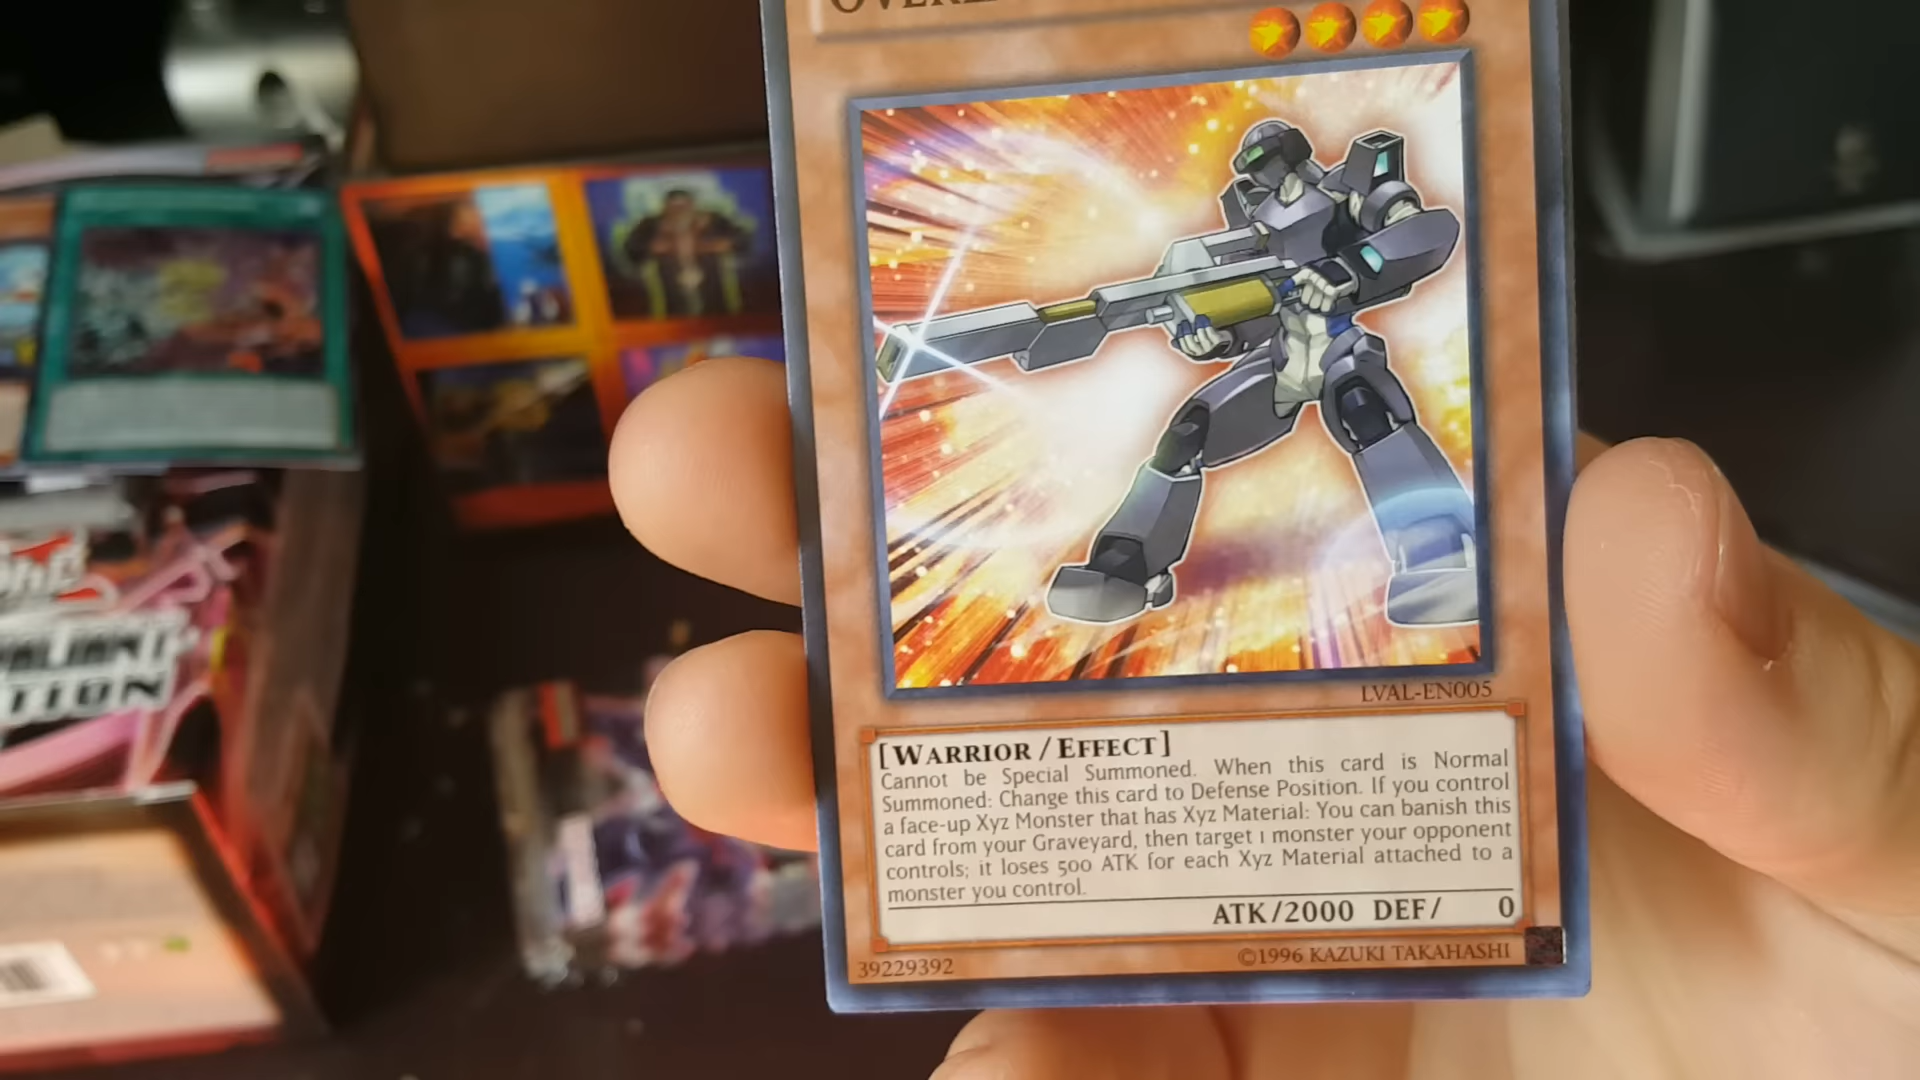 LVAL-EN005
[WARRIOR / EFFECT]
Cannot be Special Summoned. When this card is Normal
Summoned: Change this card to Defense Position. If you control
a face-up Xyz Monster that has Xyz Material: You can banish this
card from your Graveyard, then target 1 monster your opponent
controls; it loses 500 ATK for each Xyz Material attached to a
monster you control.
ATK/2000 DEF/ 0
39229392
©1996 KAZUKI TAKAHASHI